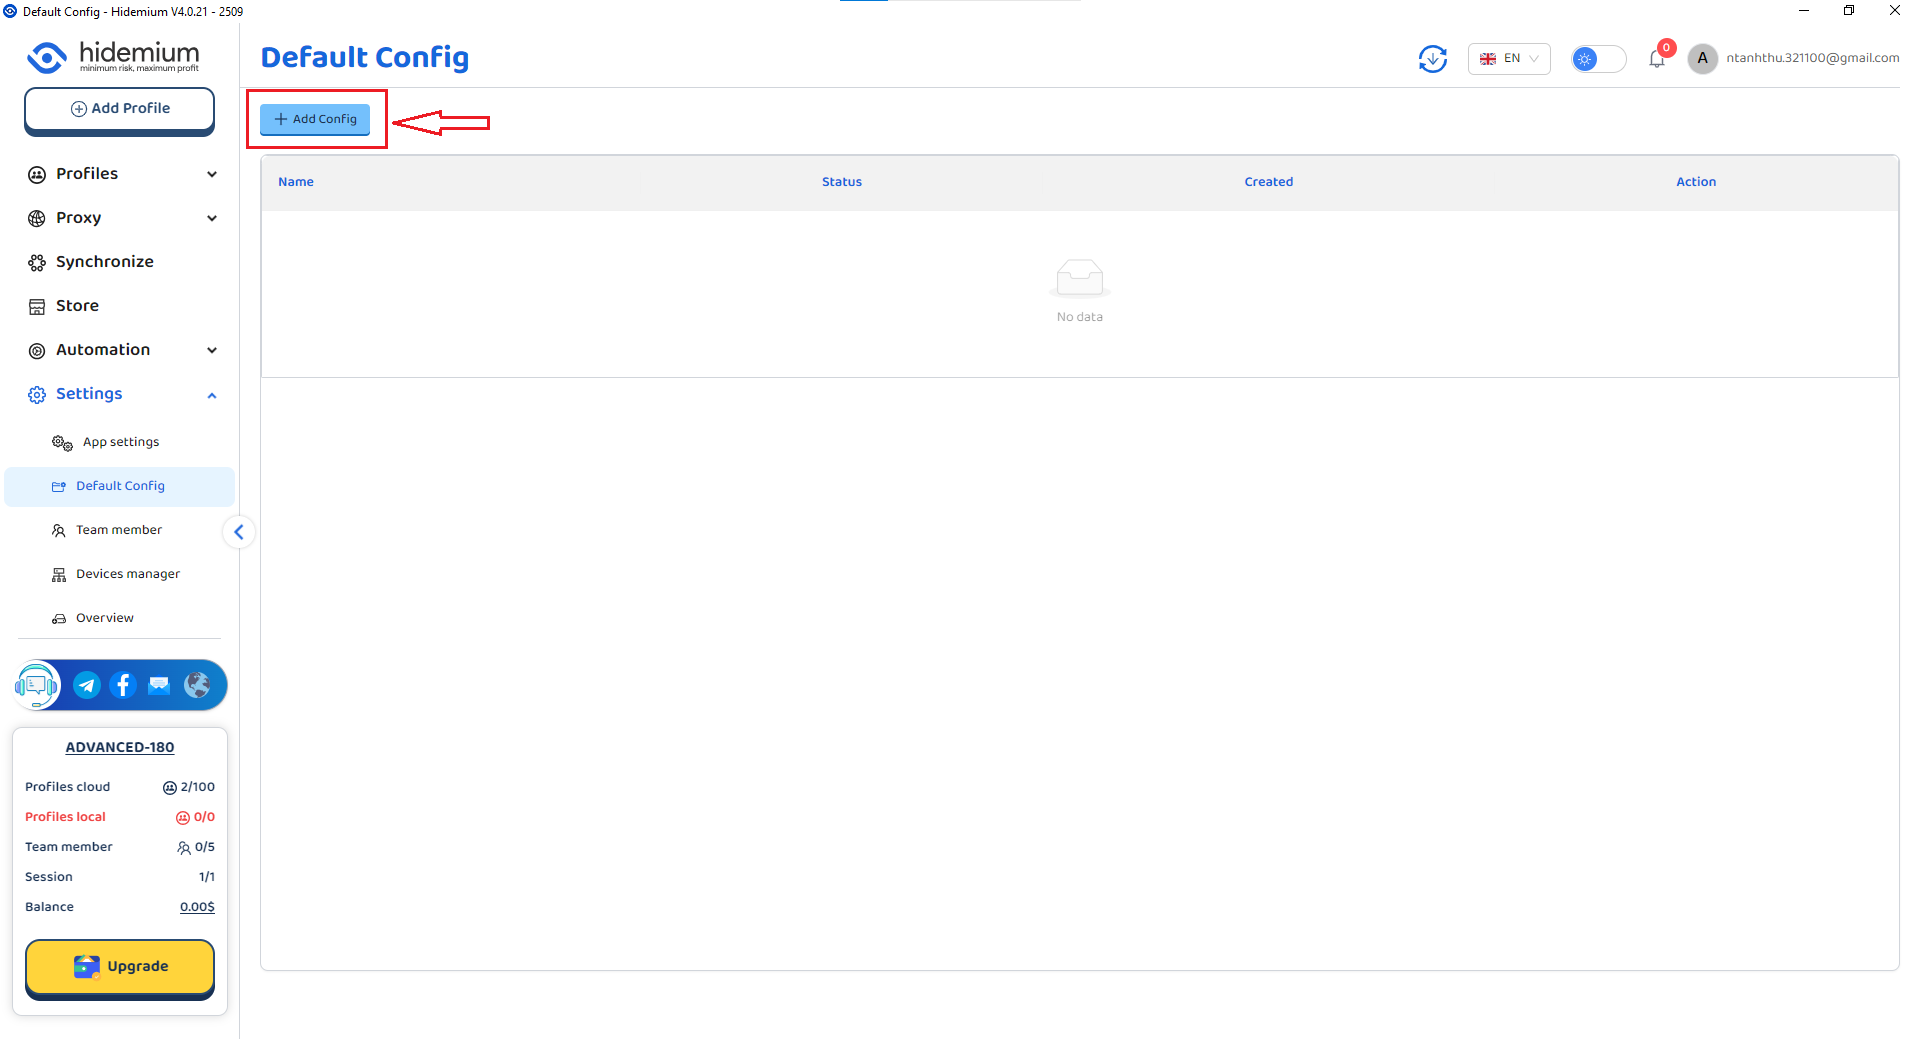 Default Config - Hidemium V4.0.21 - 2509
hidemium
minimum risk, maximum profit
Default Config
EN
0
A
ntanhthu.321100@gmail.com
Add Profile
Add Config
Profiles
Proxy
Synchronize
Store
Automation
Settings
App settings
Default Config
Team member
Devices manager
Overview
Name Status Created Action
No data
ADVANCED-180
Profiles cloud 2/100
Profiles local 0/0
Team member 0/5
Session 1/1
Balance 0.00$
Upgrade